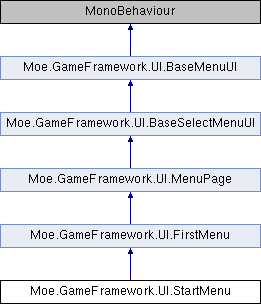 MonoBehaviour
Moe.GameFramework.UI.BaseMenuUI
Moe.GameFramework.UI.BaseSelectMenuUI
Moe.GameFramework.UI.MenuPage
Moe.GameFramework.UI.FirstMenu
Moe.GameFramework.UI.StartMenu